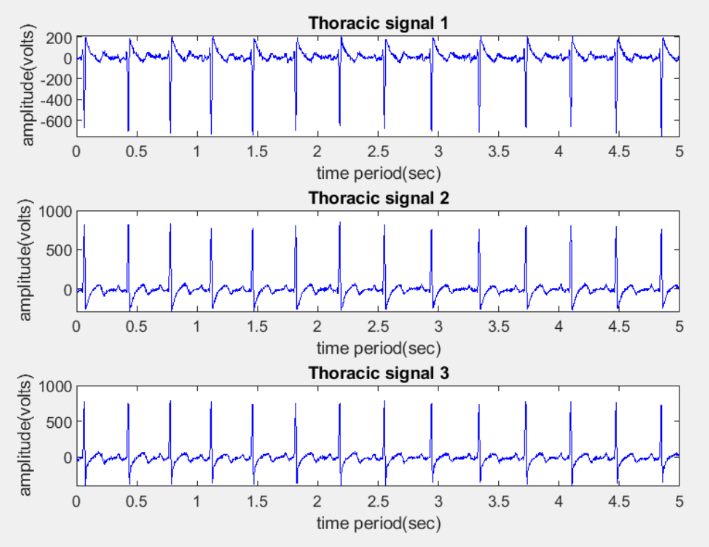 Thoracic signal 1
amplitude(volts)
200
0
-200
-400
-600
0 0.5 1 1.5 2 2.5 3 3.5 4 4.5 5
time period(sec)
Thoracic signal 2
amplitude(volts)
1000
500
0
0 0.5 1 1.5 2 2.5 3 3.5 4 4.5 5
time period(sec)
Thoracic signal 3
amplitude(volts)
1000
500
0
0 0.5 1 1.5 2 2.5 3 3.5 4 4.5 5
time period(sec)